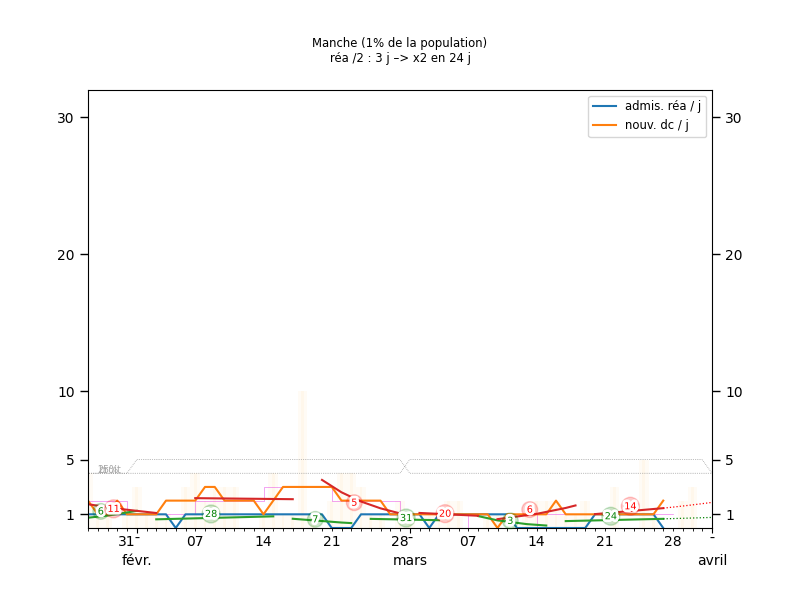 Manche (1% de la population)
réa /2 : 3 j –> x2 en 24 j
admis. réa / j
nouv. dc / j
30 30
20 20
10 10
5 5
1 1
6 11 28 7 5 31 20 3 6 24 14
31 07 14 21 28 07 14 21 28
févr. mars avril